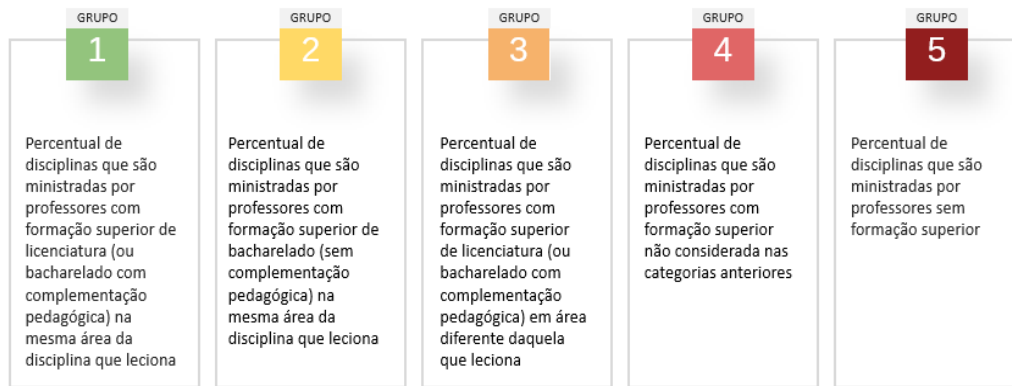 GRUPO
1
Percentual de
disciplinas que são
ministradas por
professores com
formação superior de
licenciatura (ou
bacharelado com
complementação
pedagógica) na
mesma área da
disciplina que leciona
GRUPO
2
Percentual de
disciplinas que são
ministradas por
professores com
formação superior de
bacharelado (sem
complementação
pedagógica) na
mesma área da
disciplina que leciona
GRUPO
3
Percentual de
disciplinas que são
ministradas por
professores com
formação superior
de licenciatura (ou
bacharelado com
complementação
pedagógica) em área
diferente daquela
que leciona
GRUPO
4
Percentual de
disciplinas que são
ministradas por
professores com
formação superior
não considerada nas
categorias anteriores
GRUPO
5
Percentual de
disciplinas que são
ministradas por
professores sem
formação superior